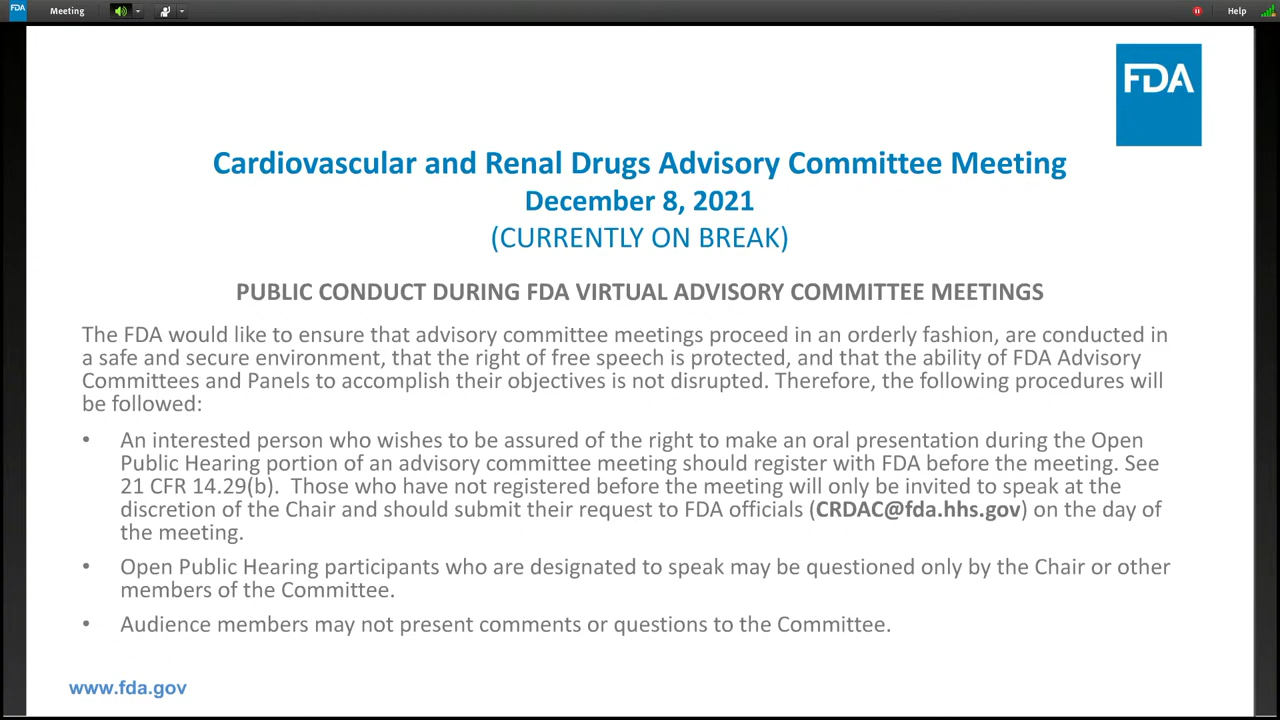 FDA Meeting Help
FDA
Cardiovascular and Renal Drugs Advisory Committee Meeting
December 8, 2021
(CURRENTLY ON BREAK)
PUBLIC CONDUCT DURING FDA VIRTUAL ADVISORY COMMITTEE MEETINGS
The FDA would like to ensure that advisory committee meetings proceed in an orderly fashion, are conducted in
a safe and secure environment, that the right of free speech is protected, and that the ability of FDA Advisory
Committees and Panels to accomplish their objectives is not disrupted. Therefore, the following procedures will
be followed:
• An interested person who wishes to be assured of the right to make an oral presentation during the Open
Public Hearing portion of an advisory committee meeting should register with FDA before the meeting. See
21 CFR 14.29(b).  Those who have not registered before the meeting will only be invited to speak at the
discretion of the Chair and should submit their request to FDA officials (CRDAC@fda.hhs.gov) on the day of
the meeting.
• Open Public Hearing participants who are designated to speak may be questioned only by the Chair or other
members of the Committee.
• Audience members may not present comments or questions to the Committee.
www.fda.gov